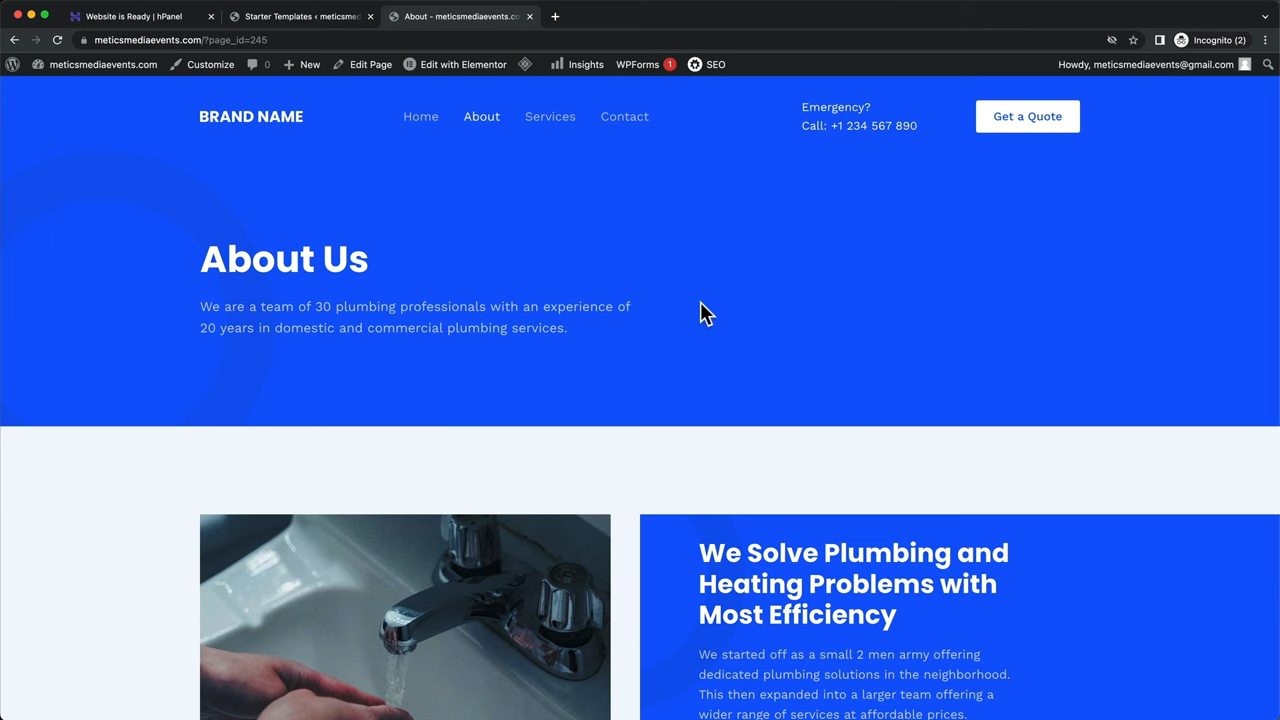 Website is Ready | hPanel
Starter Templates ‹ meticsmed
About - meticsmediaevents.co
meticsmediaevents.com/?page_id=245
Incognito (2)
meticsmediaevents.com
Customize
0
New
Edit Page
Edit with Elementor
Insights
WPForms 1
SEO
Howdy, meticsmediaevents@gmail.com
BRAND NAME
Home
About
Services
Contact
Emergency?
Call: +1 234 567 890
Get a Quote
About Us
We are a team of 30 plumbing professionals with an experience of
20 years in domestic and commercial plumbing services.
We Solve Plumbing and
Heating Problems with
Most Efficiency
We started off as a small 2 men army offering
dedicated plumbing solutions in the neighborhood.
This then expanded into a larger team offering a
wider range of services at affordable prices.